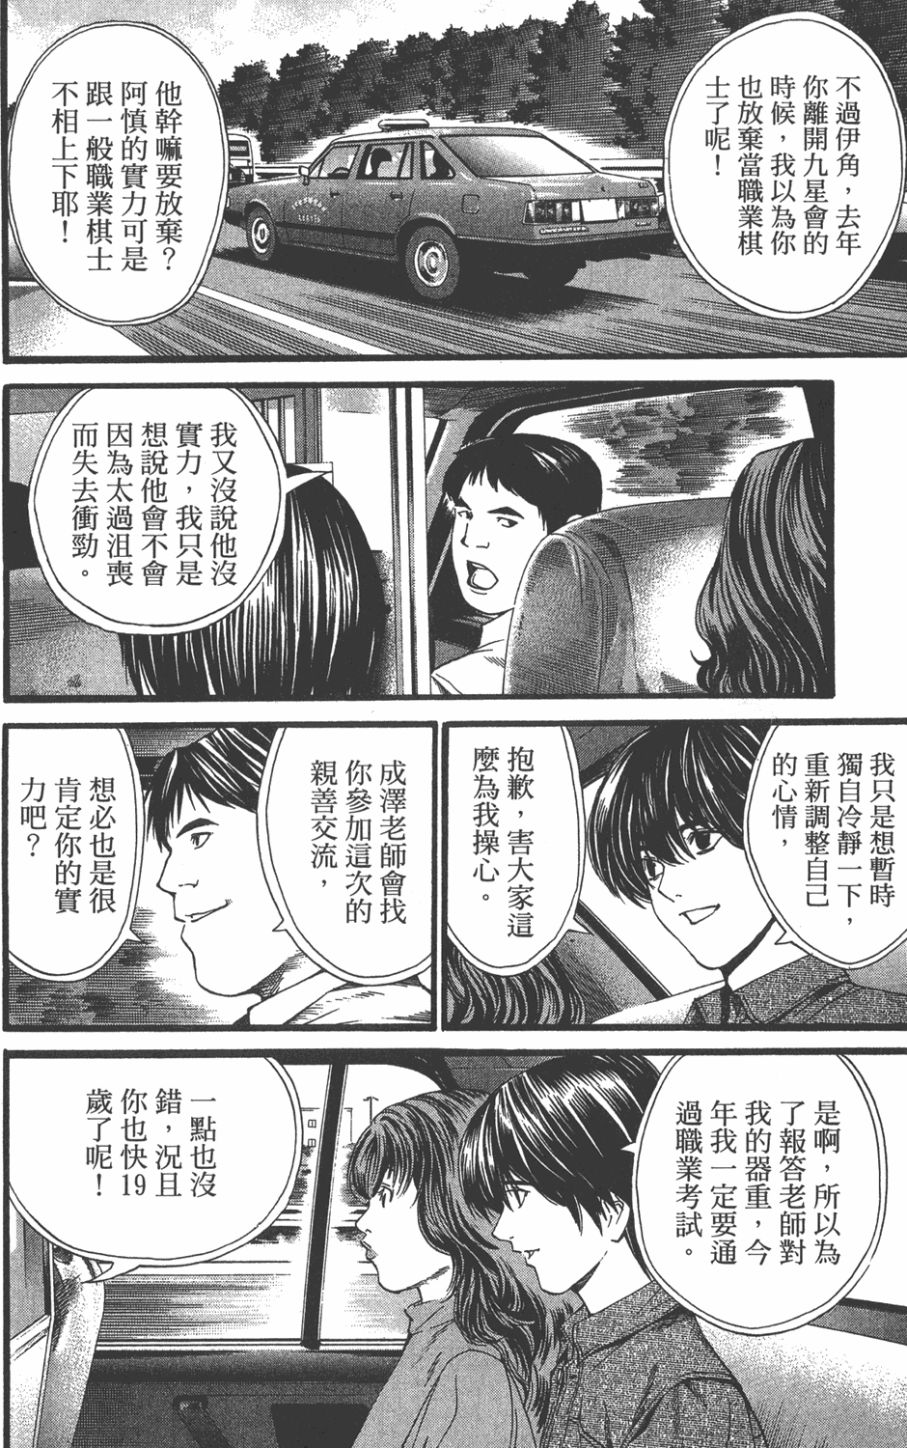 不過伊角，去年
你離開九星會的
時候，我以為你
也放棄當職業棋
士了呢！
他幹嘛要放棄？
阿慎的實力可是
跟一般職業棋士
不相上下耶！
我又沒說他沒
實力，我只是
想說他會不會
因為太過沮喪
而失去衝勁。
我只是想暫時
獨自冷靜一下，
重新調整自己
的心情，
抱歉，害大家這
麼為我操心。
成澤老師會找
你參加這次的
親善交流，
想必也是很
肯定你的實
力吧？
是啊，所以為
了報答老師對
我的器重，今
年我一定要通
過職業考試。
一點也沒
錯，況且
你也快19
歲了呢！